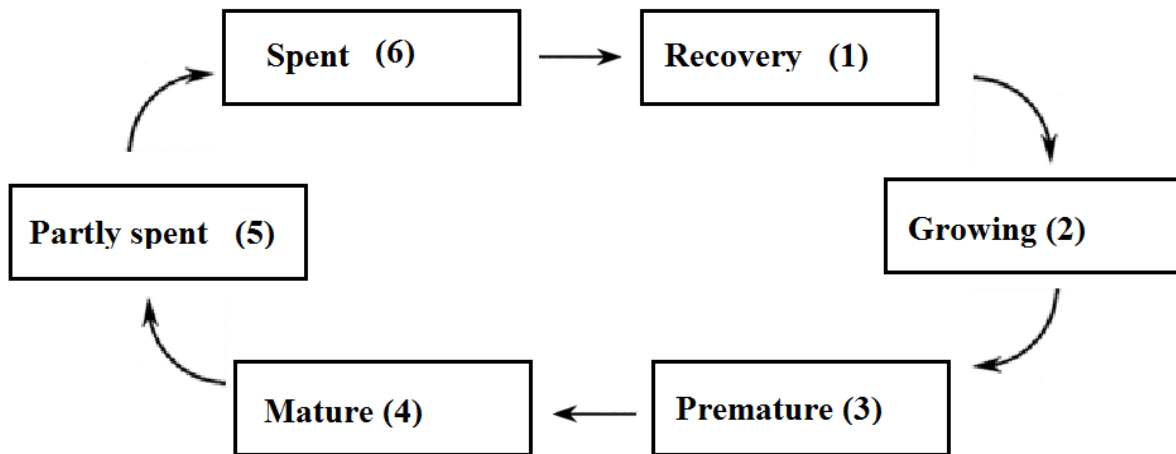 Spent (6)
Recovery (1)
Partly spent (5)
Growing (2)
Mature (4)
Premature (3)